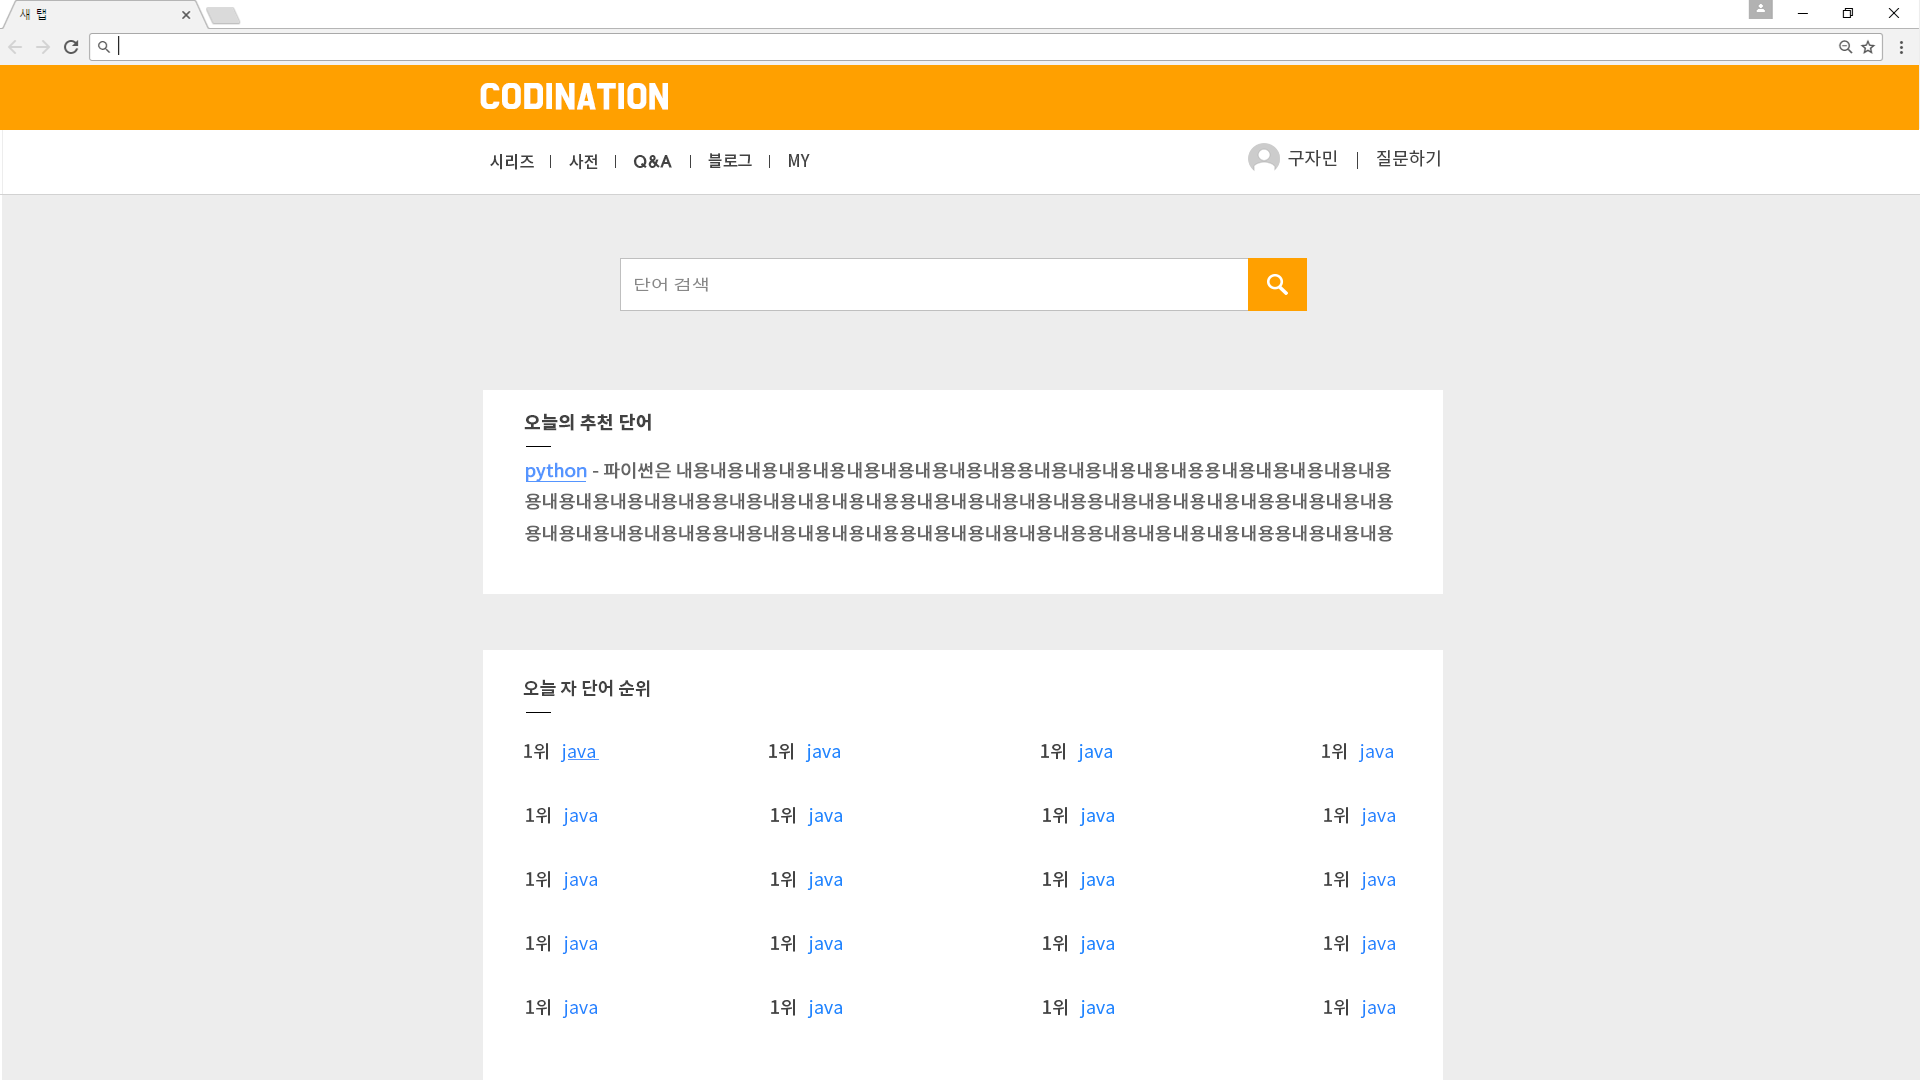 새 탭
CODINATION
시리즈 | 사전 | Q&A | 블로그 | MY 구자민 | 질문하기
단어 검색
오늘의 추천 단어
python - 파이썬은 내용내용내용내용내용내용내용내용내용내용용내용내용내용내용내용용내용내용내용내용내용
용내용내용내용내용내용용내용내용내용내용내용용내용내용내용내용내용용내용내용내용내용내용용내용내용내용
용내용내용내용내용내용용내용내용내용내용내용용내용내용내용내용내용용내용내용내용내용내용용내용내용내용
오늘 자 단어 순위
1위 java 1위 java 1위 java 1위 java
1위 java 1위 java 1위 java 1위 java
1위 java 1위 java 1위 java 1위 java
1위 java 1위 java 1위 java 1위 java
1위 java 1위 java 1위 java 1위 java